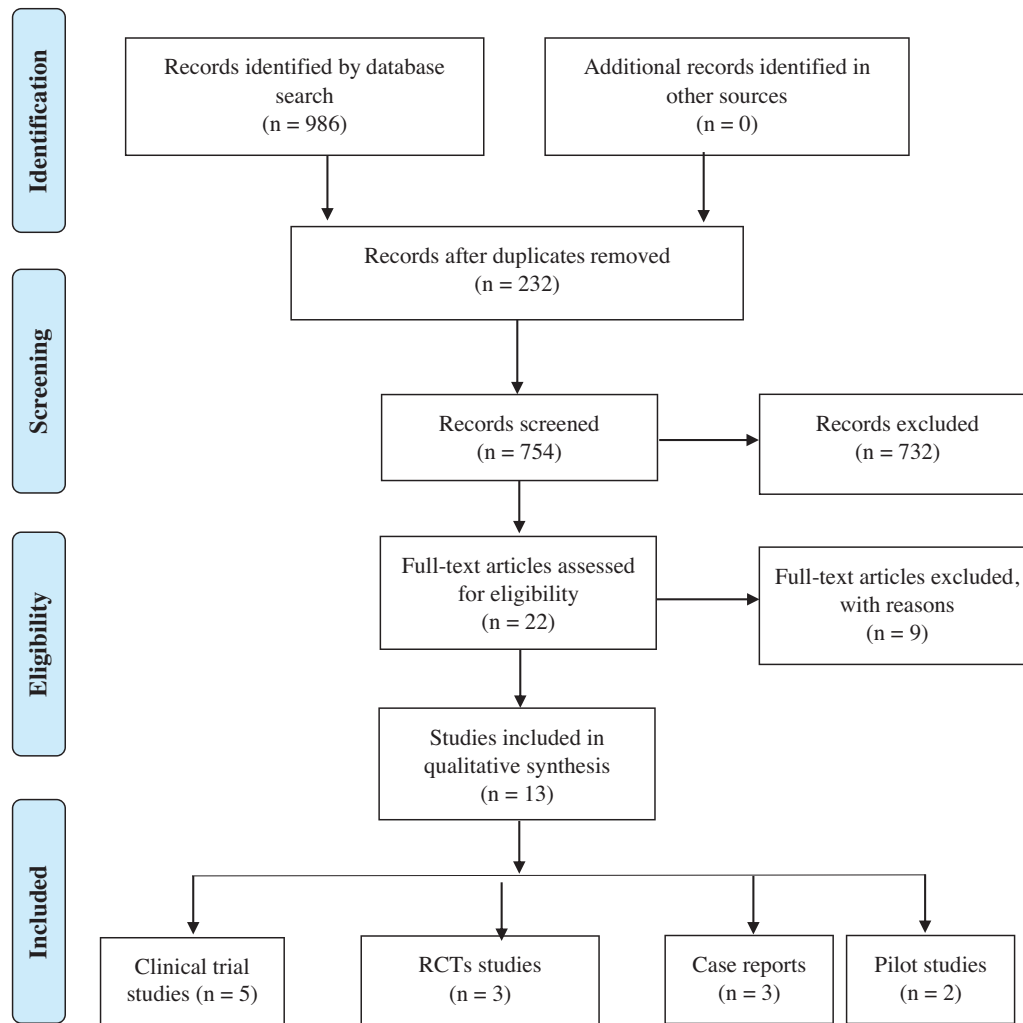 Identification
Records identified by database
search
(n = 986)
Additional records identified in
other sources
(n = 0)
Records after duplicates removed
(n = 232)
Screening
Records screened
(n = 754)
Records excluded
(n = 732)
Eligibility
Full-text articles assessed
for eligibility
(n = 22)
Full-text articles excluded,
with reasons
(n = 9)
Studies included in
qualitative synthesis
(n = 13)
Included
Clinical trial
studies (n = 5)
RCTs studies
(n = 3)
Case reports
(n = 3)
Pilot studies
(n = 2)